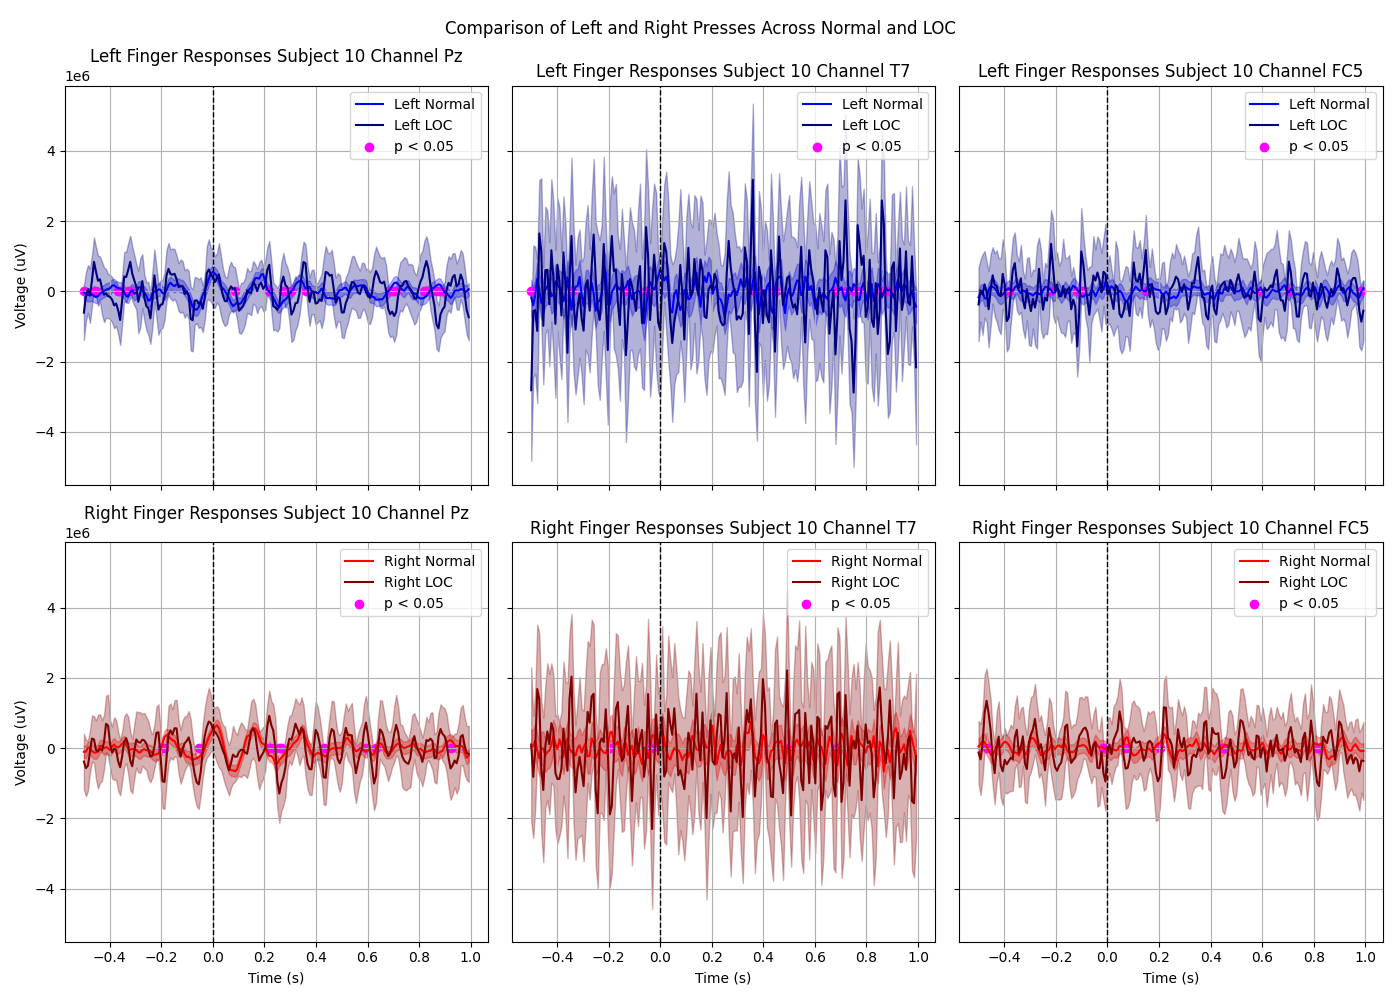 Comparison of Left and Right Presses Across Normal and LOC
Left Finger Responses Subject 10 Channel Pz
1e6
Voltage (uV)
4
2
0
−2
−4
Left Normal
Left LOC
p < 0.05
Left Finger Responses Subject 10 Channel T7
Left Normal
Left LOC
p < 0.05
Left Finger Responses Subject 10 Channel FC5
Left Normal
Left LOC
p < 0.05
Right Finger Responses Subject 10 Channel Pz
1e6
Voltage (uV)
4
2
0
−2
−4
Right Normal
Right LOC
p < 0.05
−0.4 −0.2 0.0 0.2 0.4 0.6 0.8 1.0
Time (s)
Right Finger Responses Subject 10 Channel T7
Right Normal
Right LOC
p < 0.05
−0.4 −0.2 0.0 0.2 0.4 0.6 0.8 1.0
Time (s)
Right Finger Responses Subject 10 Channel FC5
Right Normal
Right LOC
p < 0.05
−0.4 −0.2 0.0 0.2 0.4 0.6 0.8 1.0
Time (s)